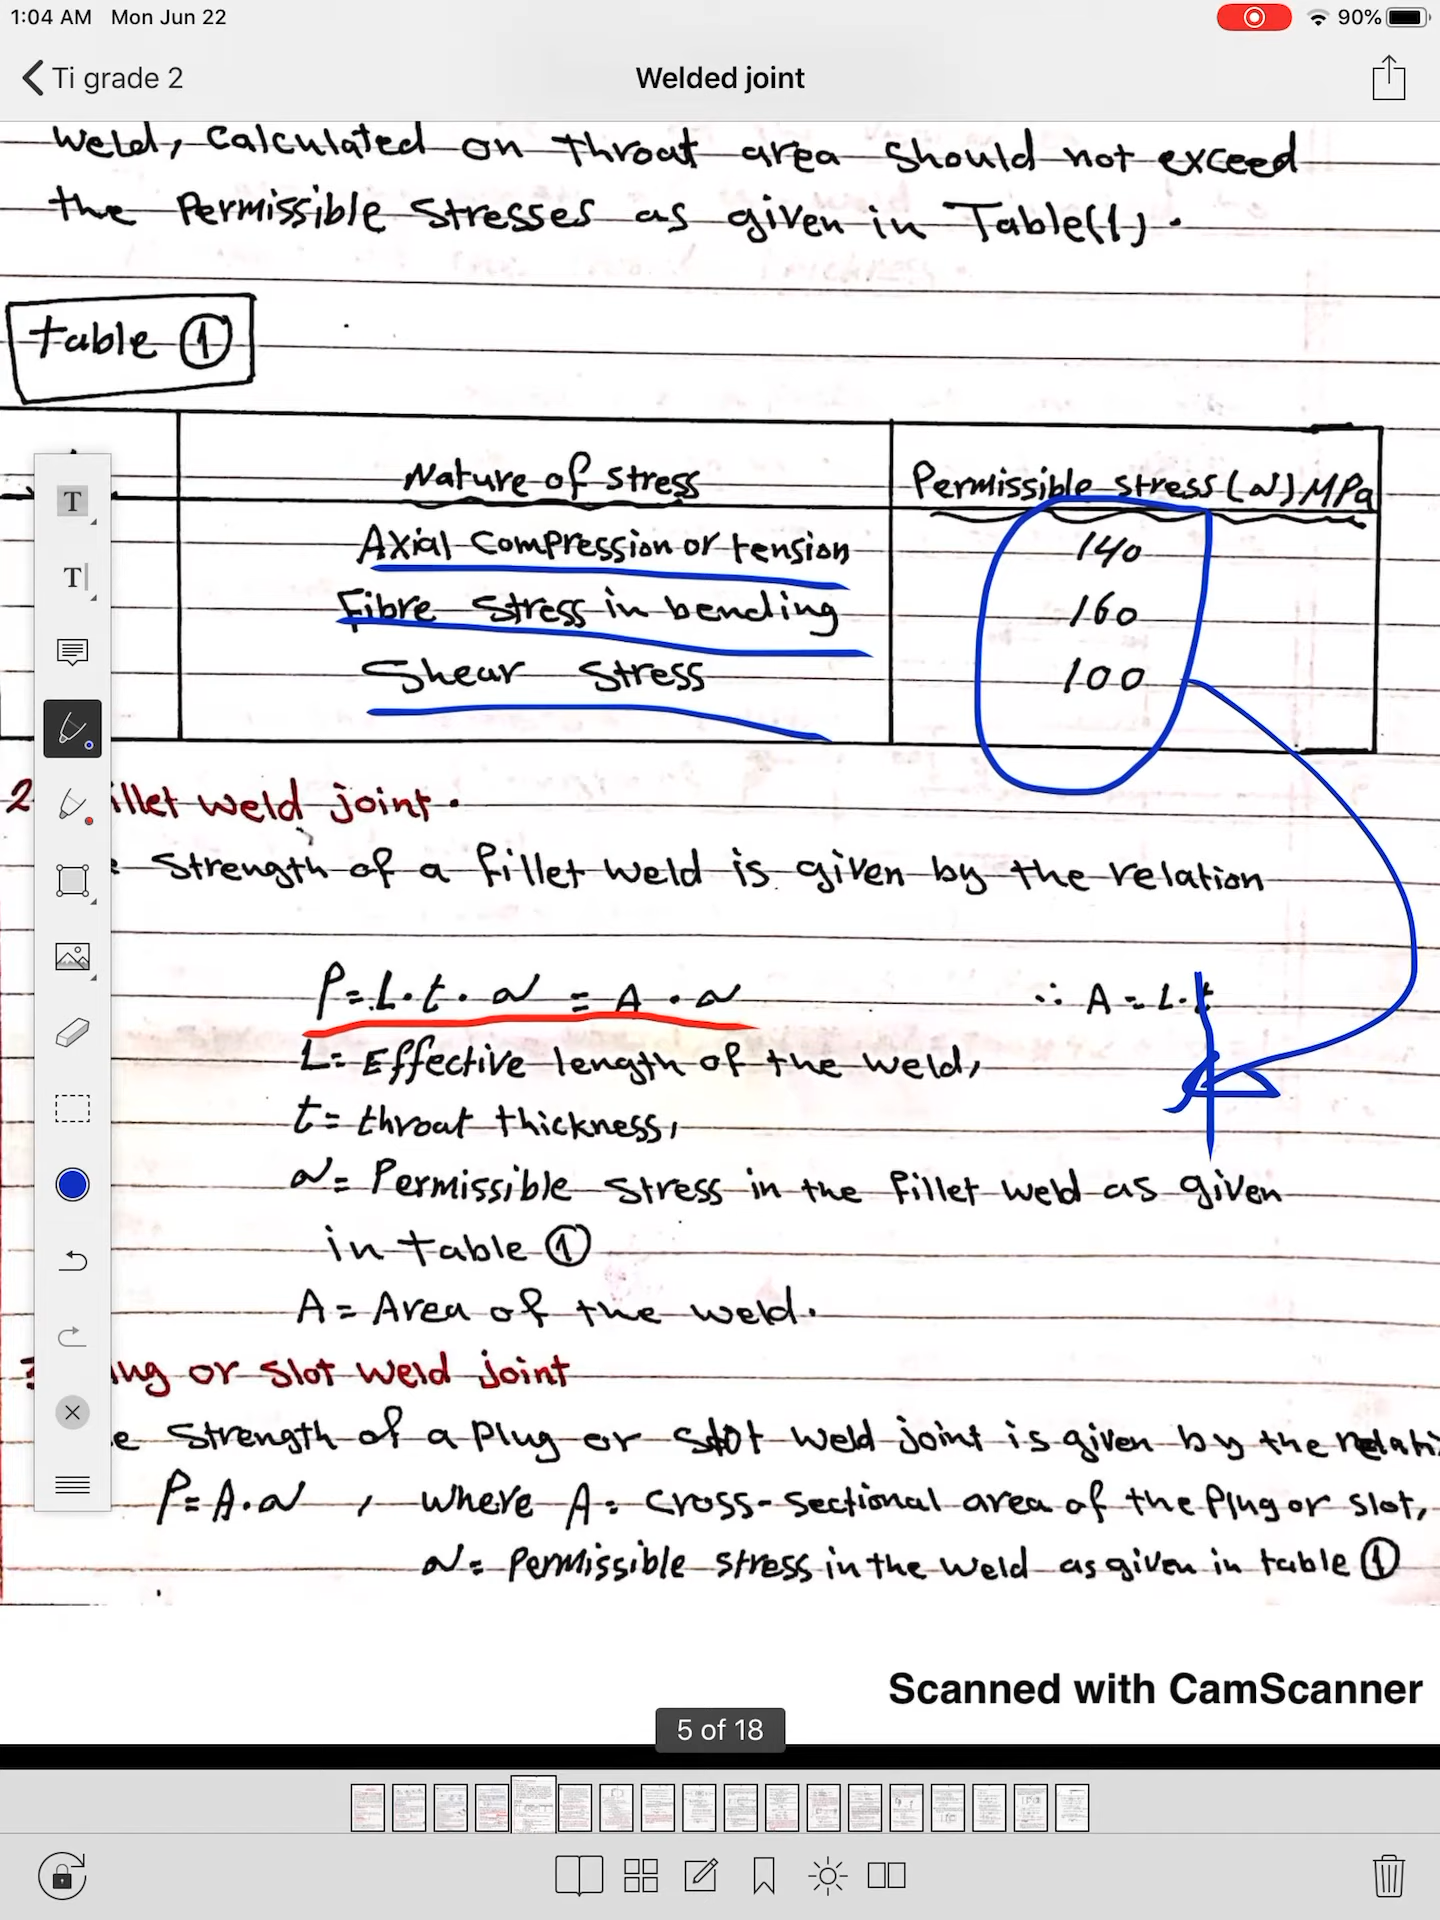 1:04 AM Mon Jun 22
90%
Ti grade 2
Welded joint
weld, calculated on throat area should not exceed
the Permissible stresses as given in Table(1).
table ①
Nature of stress
Permissible stress (N) MPa
Axial compression or tension
140
Fibre stress in bending
160
Shear stress
100
2 illet weld joint.
Strength of a fillet weld is given by the relation
P=L.t.N = A.N ∴ A=L.t
L= Effective length of the weld,
t= throat thickness,
N= Permissible stress in the fillet weld as given
in table ①
A= Area of the weld.
ug or slot weld joint
e strength of a plug or slot weld joint is given by the relati
P=A.N , where A= cross-sectional area of the plug or slot,
N= Permissible stress in the weld as given in table ①
Scanned with CamScanner
5 of 18
T
T